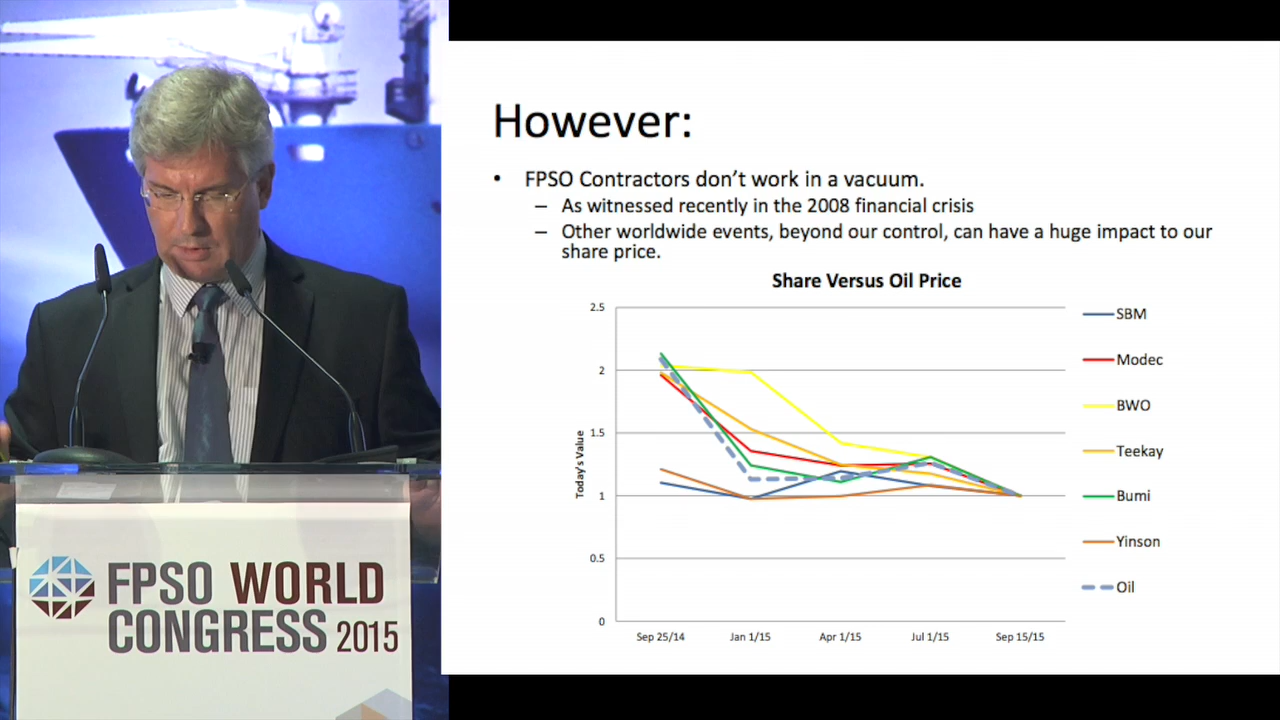 However:
• FPSO Contractors don't work in a vacuum.
– As witnessed recently in the 2008 financial crisis
– Other worldwide events, beyond our control, can have a huge impact to our
share price.
Share Versus Oil Price
Today's Value
2.5
2
1.5
1
0.5
0
Sep 25/14 Jan 1/15 Apr 1/15 Jul 1/15 Sep 15/15
SBM
Modec
BWO
Teekay
Bumi
Yinson
Oil
FPSO WORLD
CONGRESS 2015